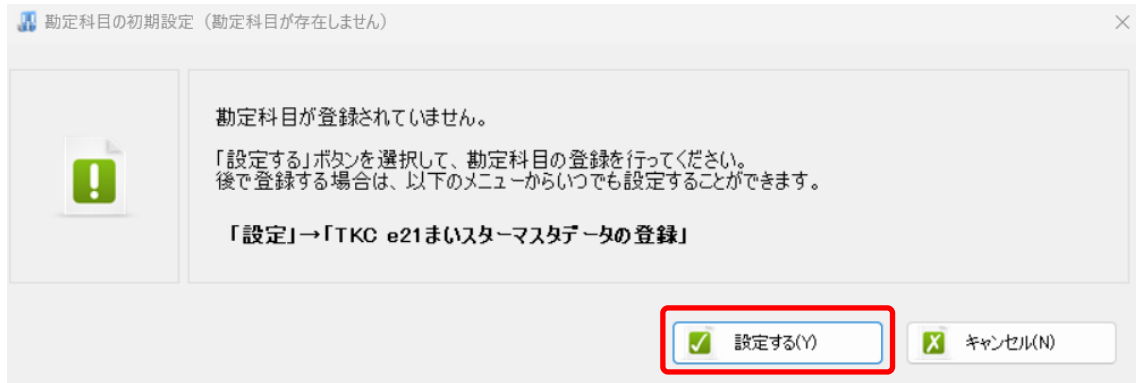 勘定科目の初期設定（勘定科目が存在しません）
勘定科目が登録されていません。
「設定する」ボタンを選択して、勘定科目の登録を行ってください。
後で登録する場合は、以下のメニューからいつでも設定することができます。
「設定」→「TKC e21まいスターマスタデータの登録」
設定する(Y)
キャンセル(N)